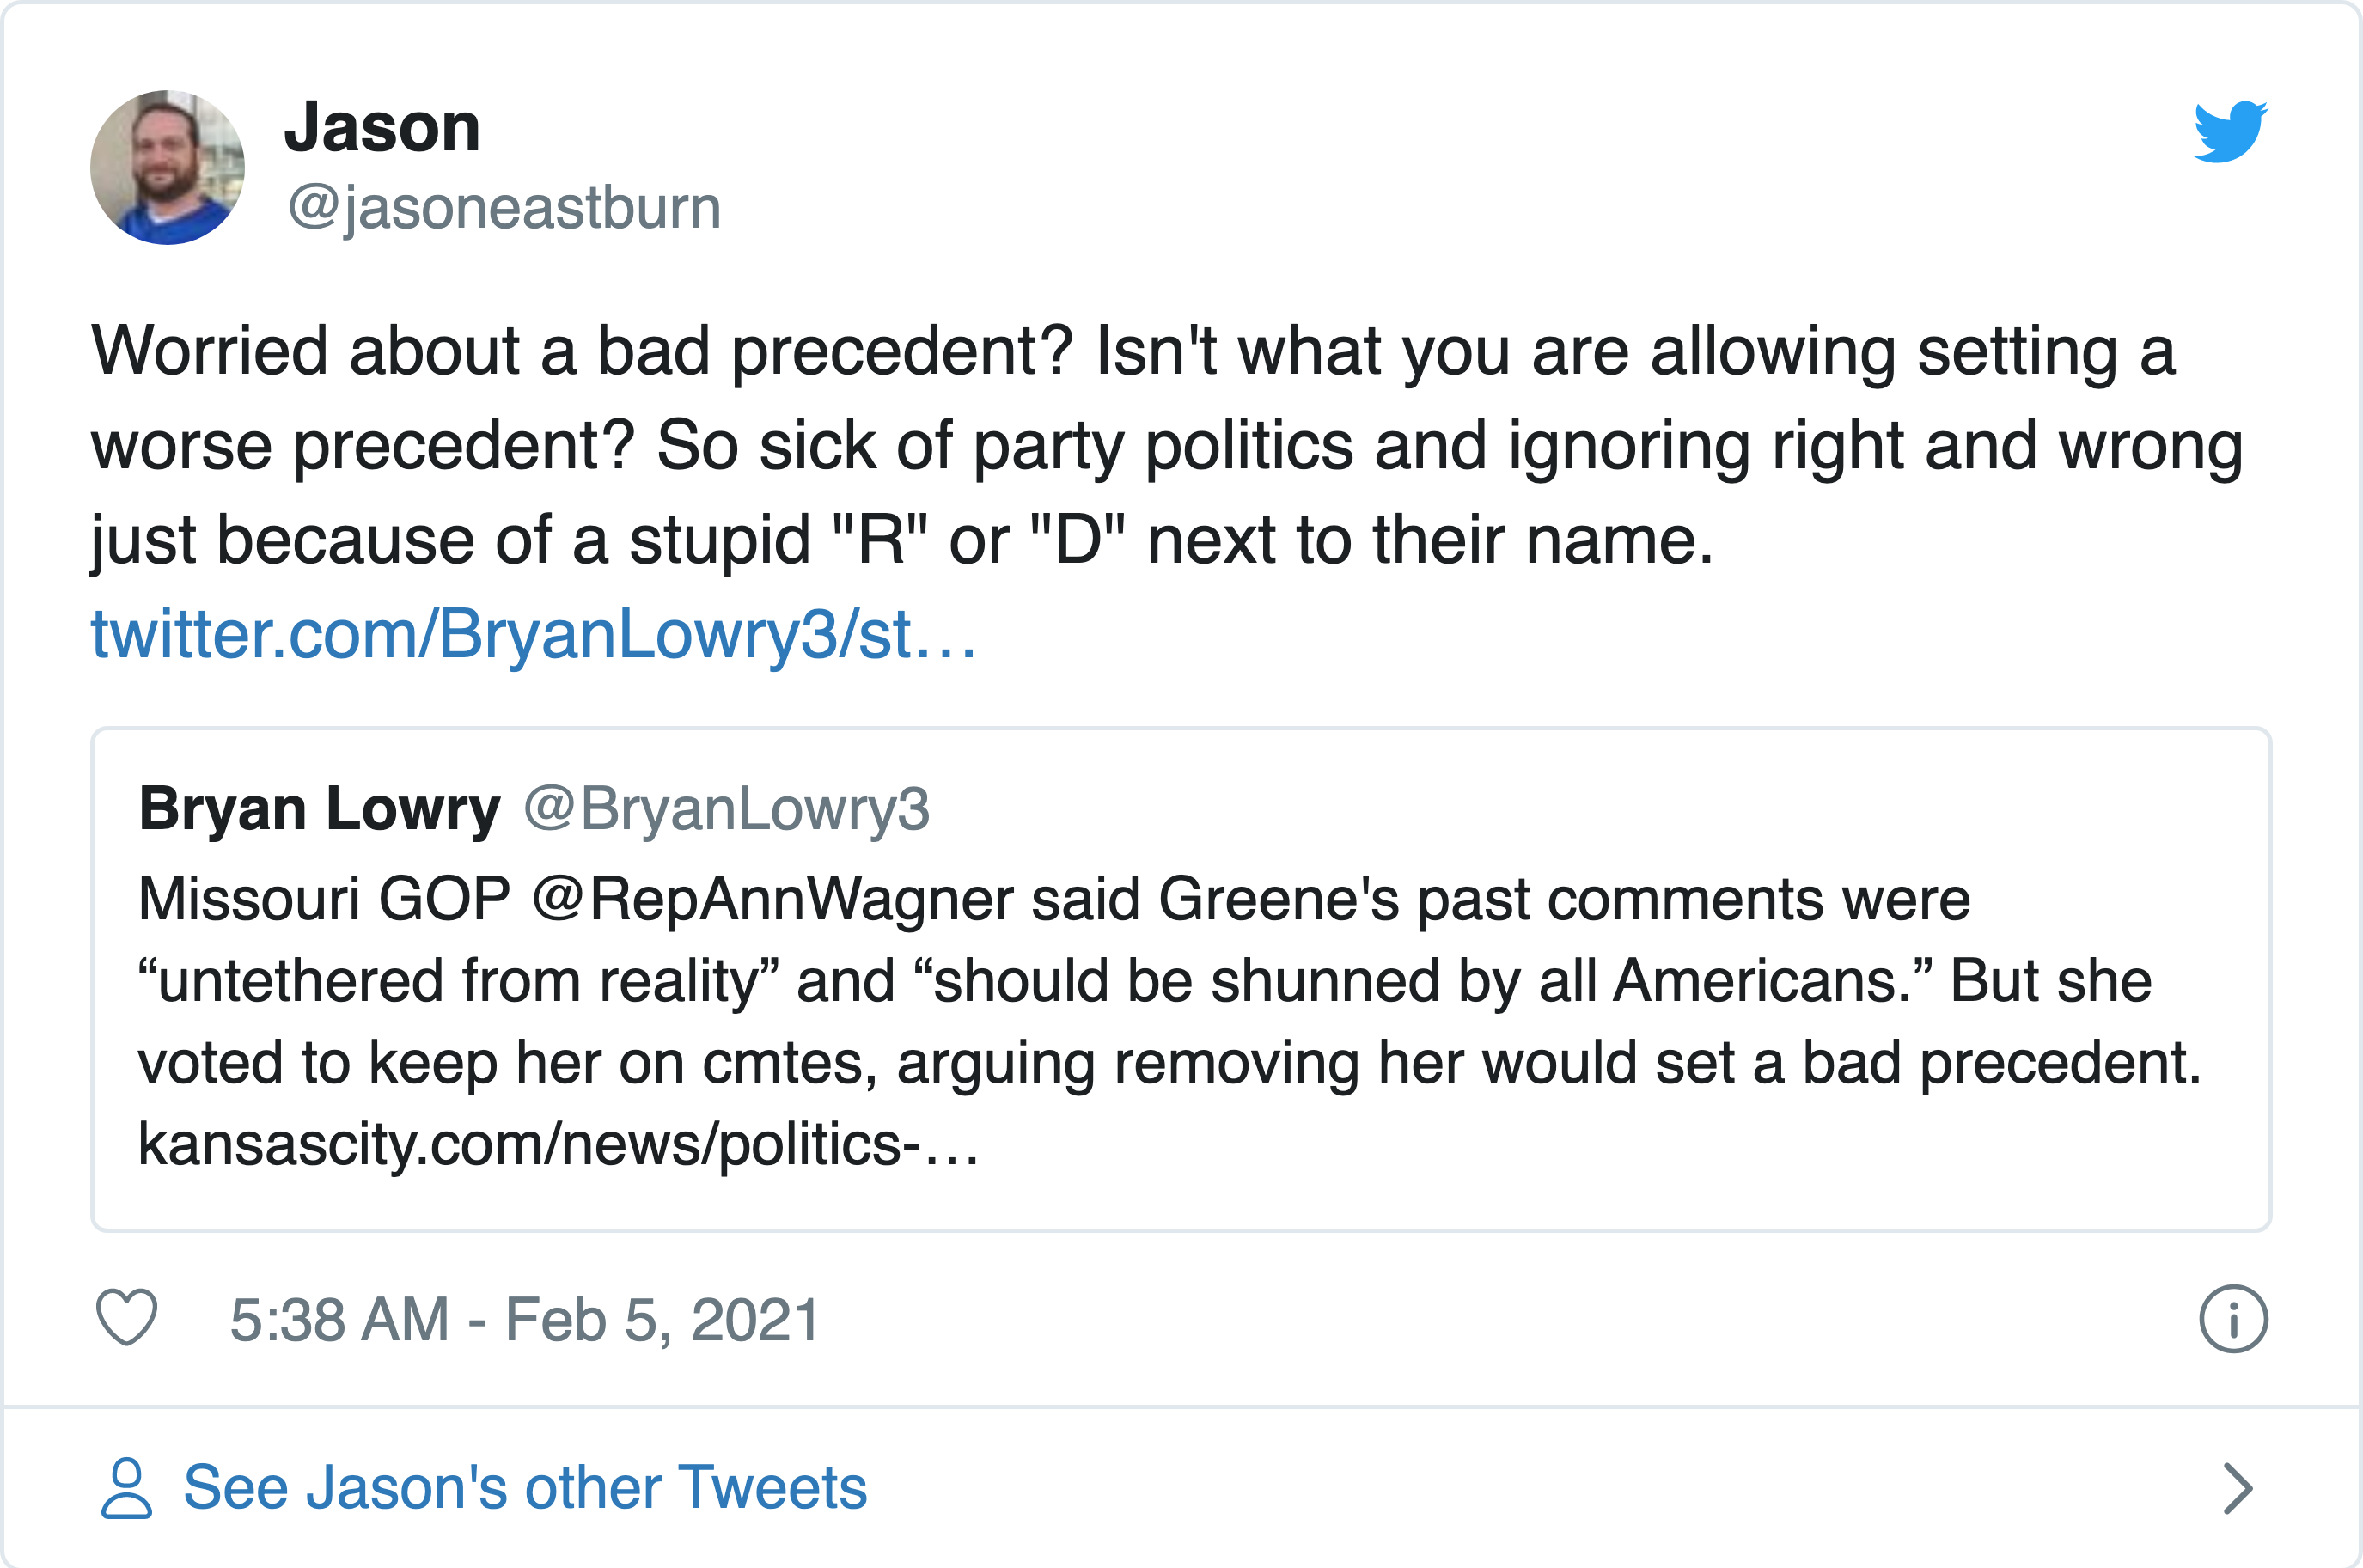 Jason
@jasoneastburn
Worried about a bad precedent? Isn't what you are allowing setting a
worse precedent? So sick of party politics and ignoring right and wrong
just because of a stupid "R" or "D" next to their name.
twitter.com/BryanLowry3/st…
Bryan Lowry @BryanLowry3
Missouri GOP @RepAnnWagner said Greene's past comments were
“untethered from reality” and “should be shunned by all Americans.” But she
voted to keep her on cmtes, arguing removing her would set a bad precedent.
kansascity.com/news/politics-…
5:38 AM - Feb 5, 2021
See Jason's other Tweets